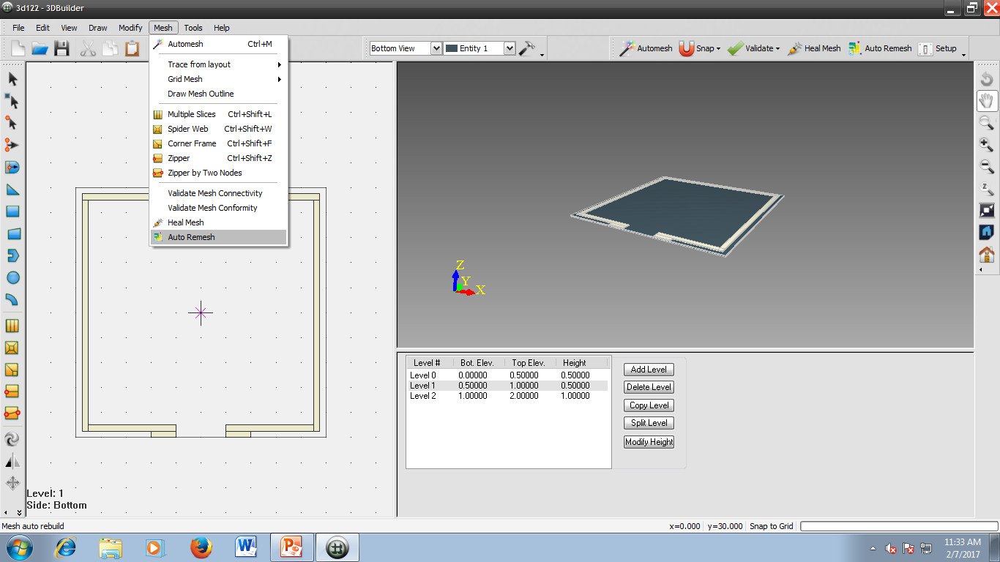 3d122 - 3DBuilder
File Edit View Draw Modify Mesh Tools Help
Bottom View Entity 1 Automesh Snap Validate Heal Mesh Auto Remesh Setup
Automesh Ctrl+M
Trace from layout
Grid Mesh
Draw Mesh Outline
Multiple Slices Ctrl+Shift+L
Spider Web Ctrl+Shift+W
Corner Frame Ctrl+Shift+F
Zipper Ctrl+Shift+Z
Zipper by Two Nodes
Validate Mesh Connectivity
Validate Mesh Conformity
Heal Mesh
Auto Remesh
Z
Y
X
Level: 1
Side: Bottom
Level # Bot. Elev. Top Elev. Height
Level 0 0.00000 0.50000 0.50000
Level 1 0.50000 1.00000 0.50000
Level 2 1.00000 2.00000 1.00000
Add Level
Delete Level
Copy Level
Split Level
Modify Height
Mesh auto rebuild x=0.000 y=30.000 Snap to Grid
11:33 AM
2/7/2017